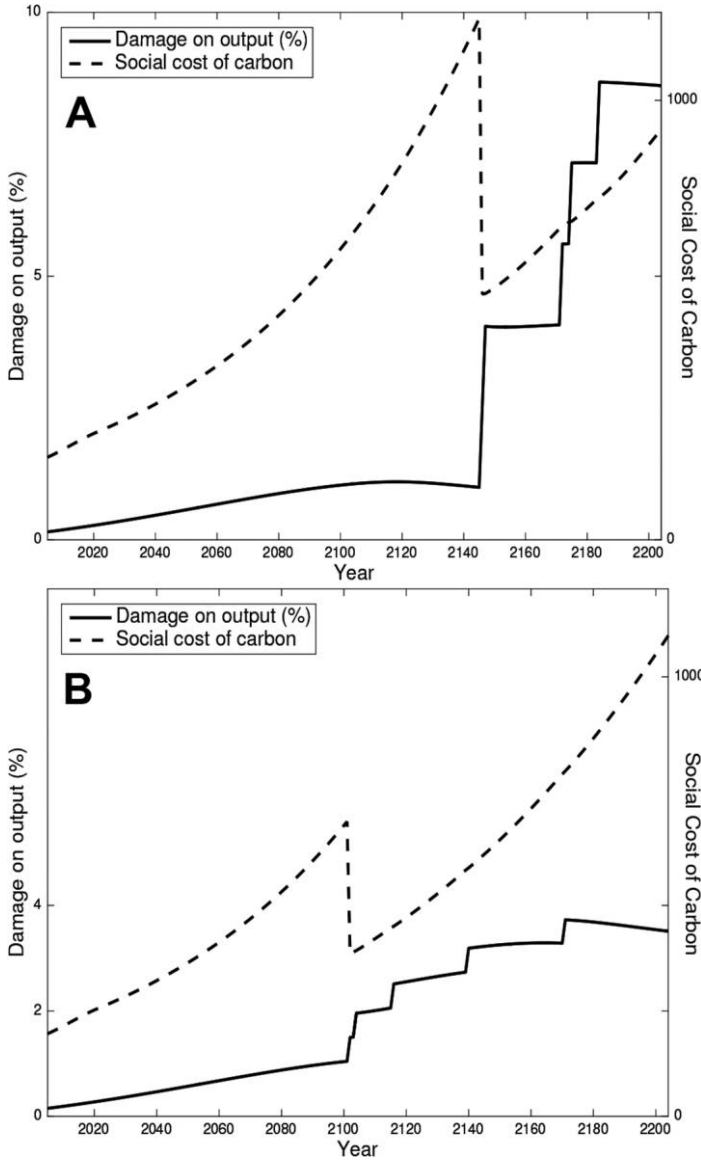 10
Damage on output (%)
Social cost of carbon
A
1000
5
0
0
Damage on output (%)
Social Cost of Carbon
2020 2040 2060 2080 2100 2120 2140 2160 2180 2200
Year
Damage on output (%)
Social cost of carbon
B
1000
4
2
0
0
Damage on output (%)
Social Cost of Carbon
2020 2040 2060 2080 2100 2120 2140 2160 2180 2200
Year